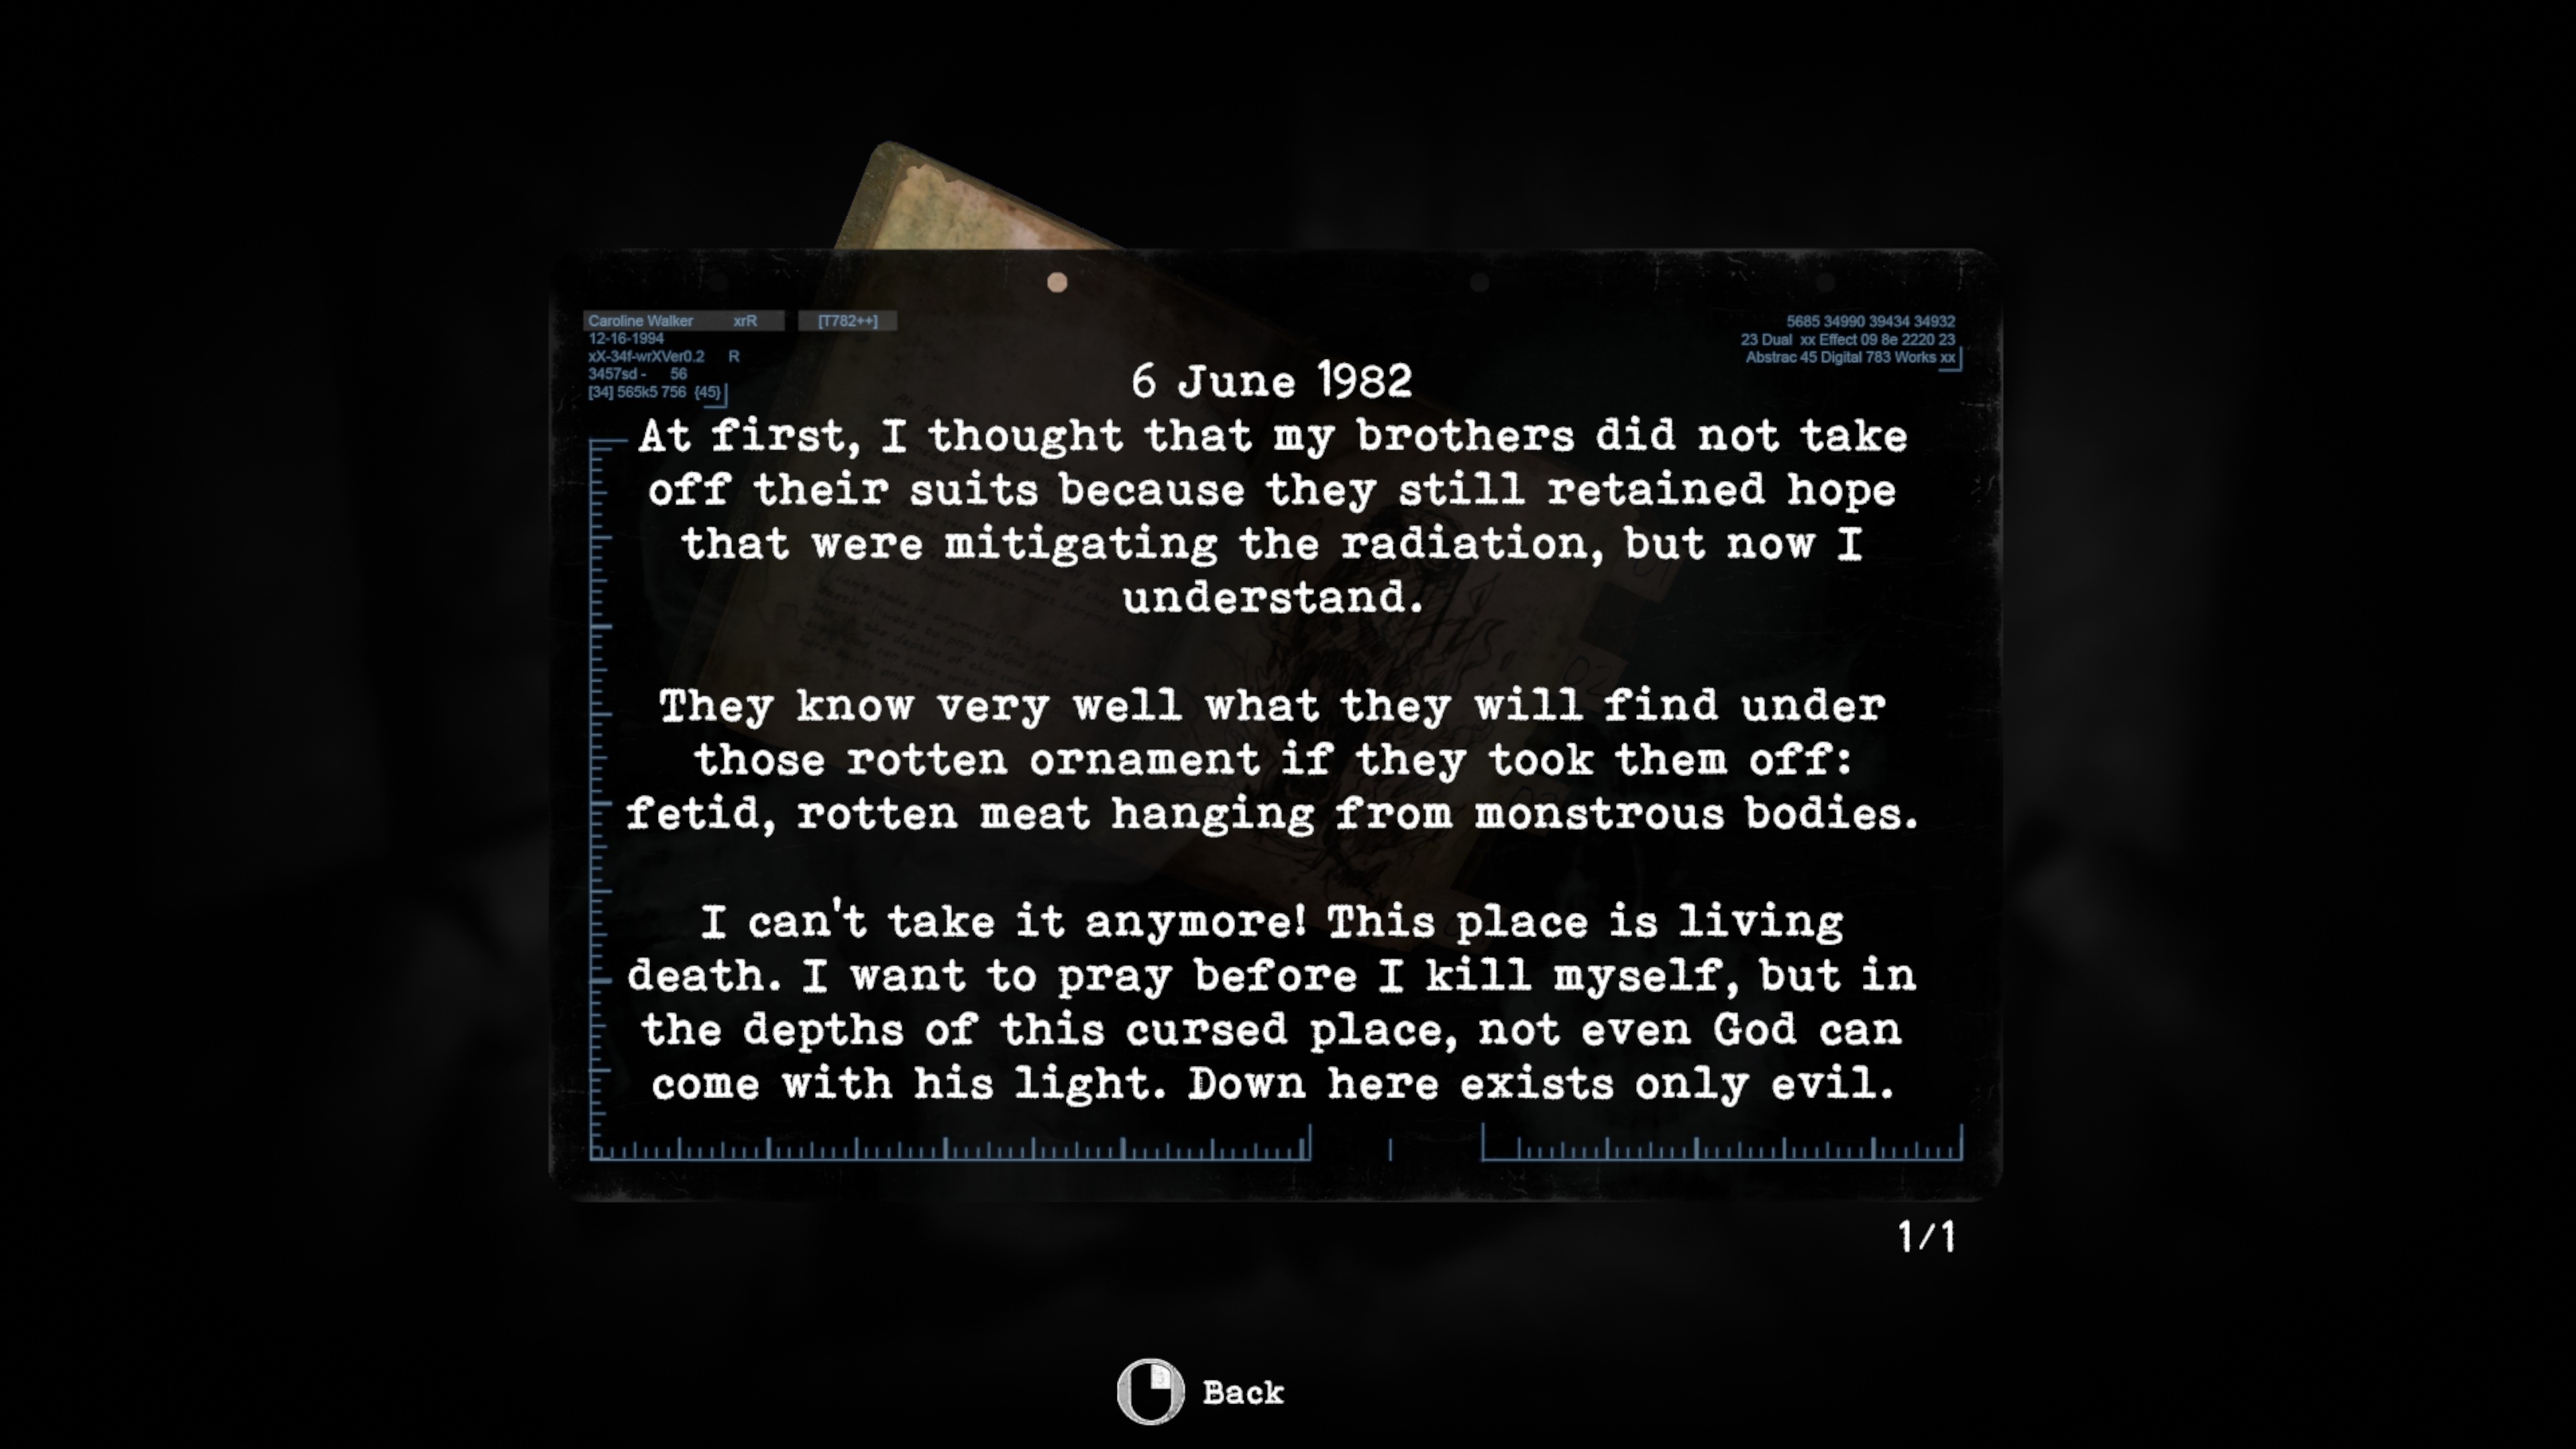 Caroline Walker xrR [T782++]
12-16-1994
xX-34f-wrXVer0.2 R
3457sd - 56
[34] 565k5 756 {45}
5685 34990 39434 34932
23 Dual xx Effect 09 8e 2220 23
Abstrac 45 Digital 783 Works xx
6 June 1982
At first, I thought that my brothers did not take
off their suits because they still retained hope
that were mitigating the radiation, but now I
understand.
They know very well what they will find under
those rotten ornament if they took them off:
fetid, rotten meat hanging from monstrous bodies.
I can't take it anymore! This place is living
death. I want to pray before I kill myself, but in
the depths of this cursed place, not even God can
come with his light. Down here exists only evil.
1/1
Back